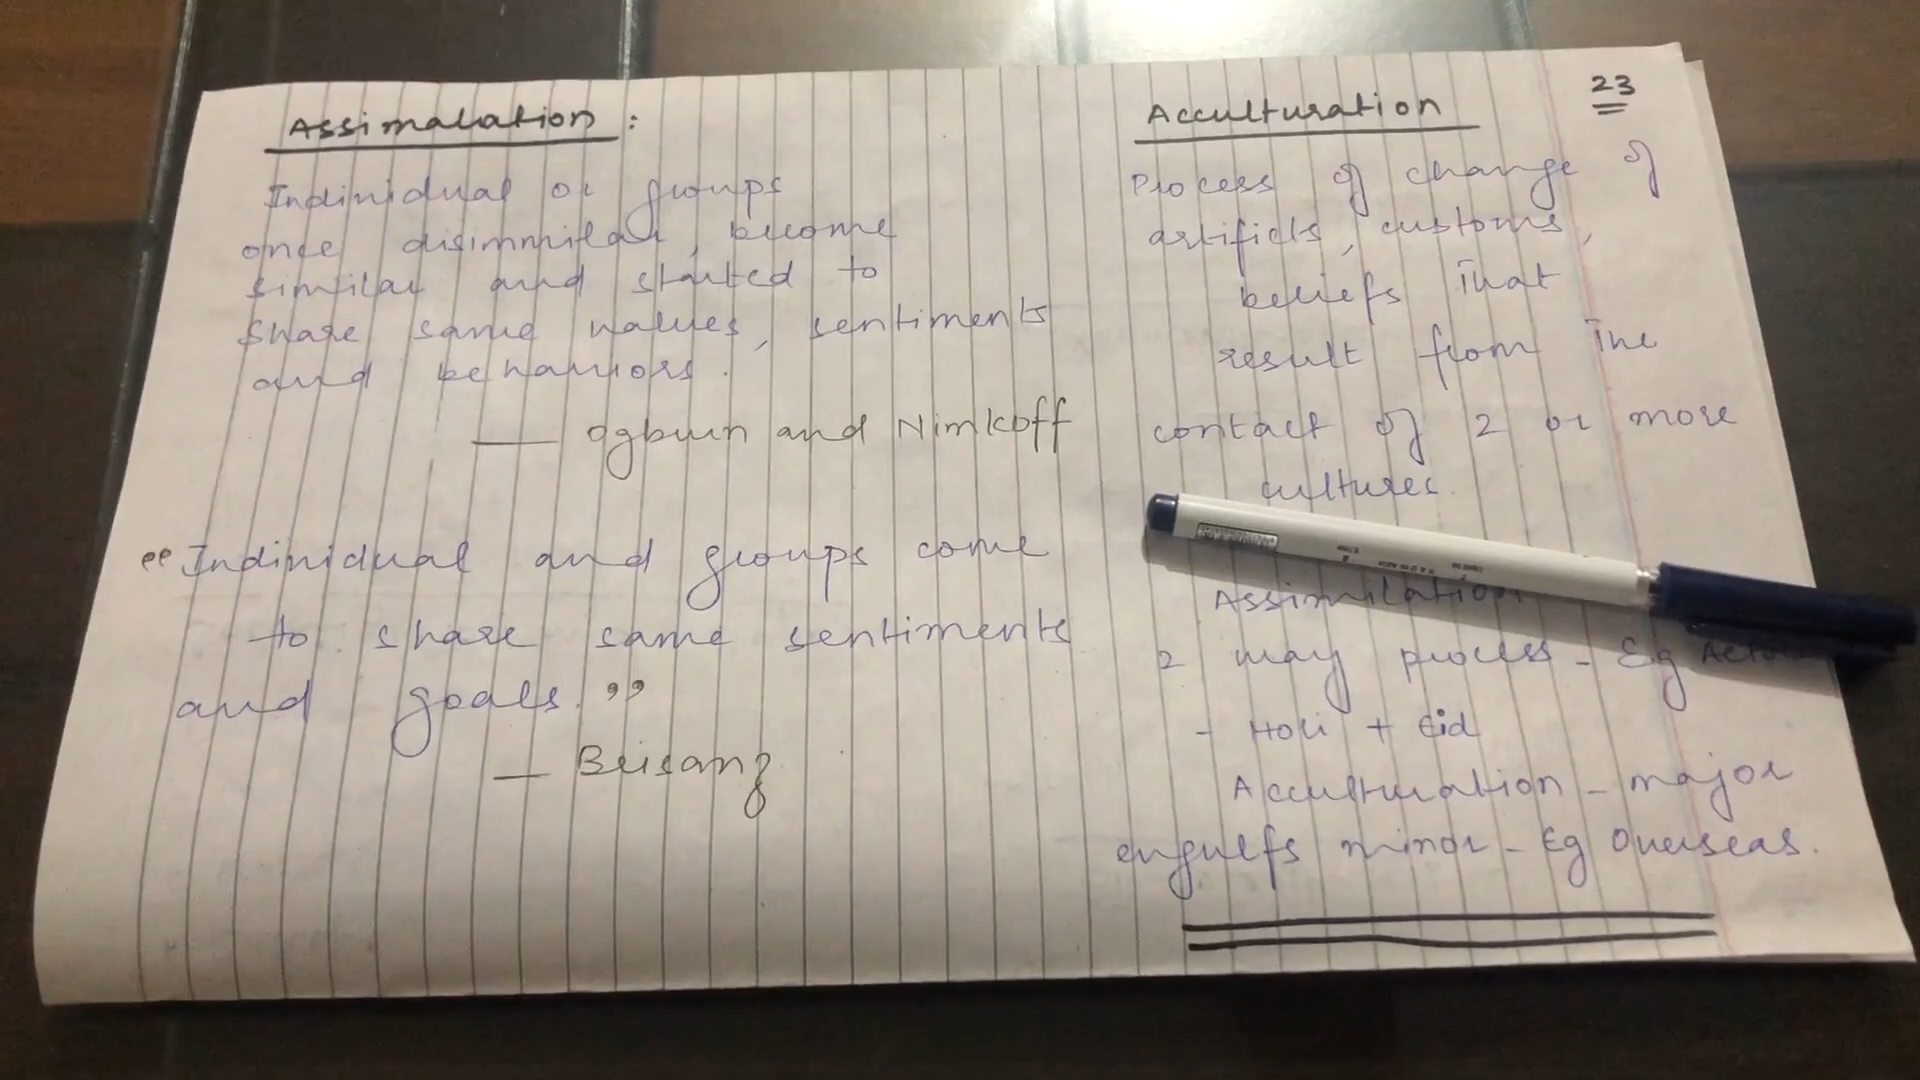 Assimalation :
Individual or groups
once disimmilar, become
similar and started to
share same values, sentiments
and behaviors.
— Ogburn and Nimkoff
"Individual and groups come
to share same sentiments
and goals."
— Beisanz
23
Acculturation
Process of change of
artificts, customs,
beliefs that
result from the
contact of 2 or more
cultures.
Assimilation
2 way process - Eg
- Holi + Eid
Acculturation - major
engulfs minor - Eg Overseas.